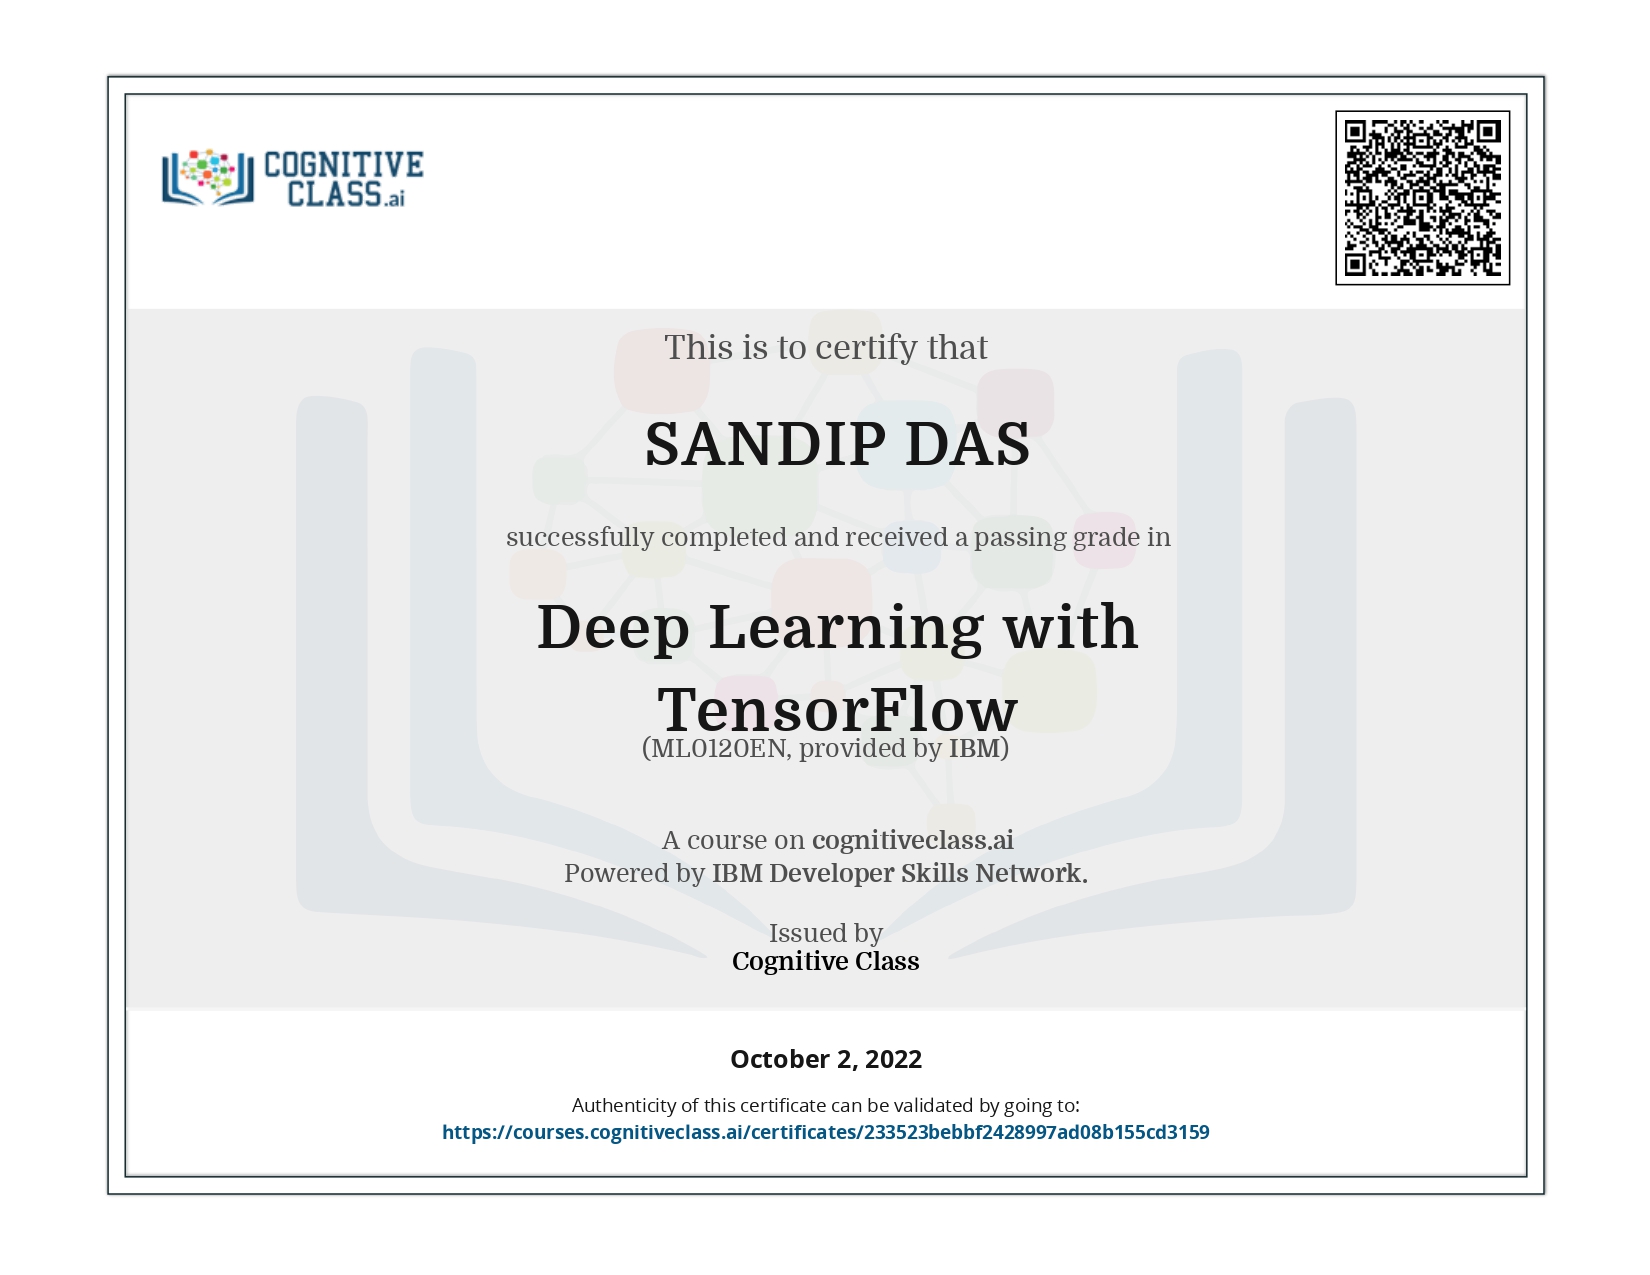 COGNITIVE
CLASS.ai
This is to certify that
SANDIP DAS
successfully completed and received a passing grade in
Deep Learning with
TensorFlow
(ML0120EN, provided by IBM)
A course on cognitiveclass.ai
Powered by IBM Developer Skills Network.
Issued by
Cognitive Class
October 2, 2022
Authenticity of this certificate can be validated by going to:
https://courses.cognitiveclass.ai/certificates/233523bebbf2428997ad08b155cd3159